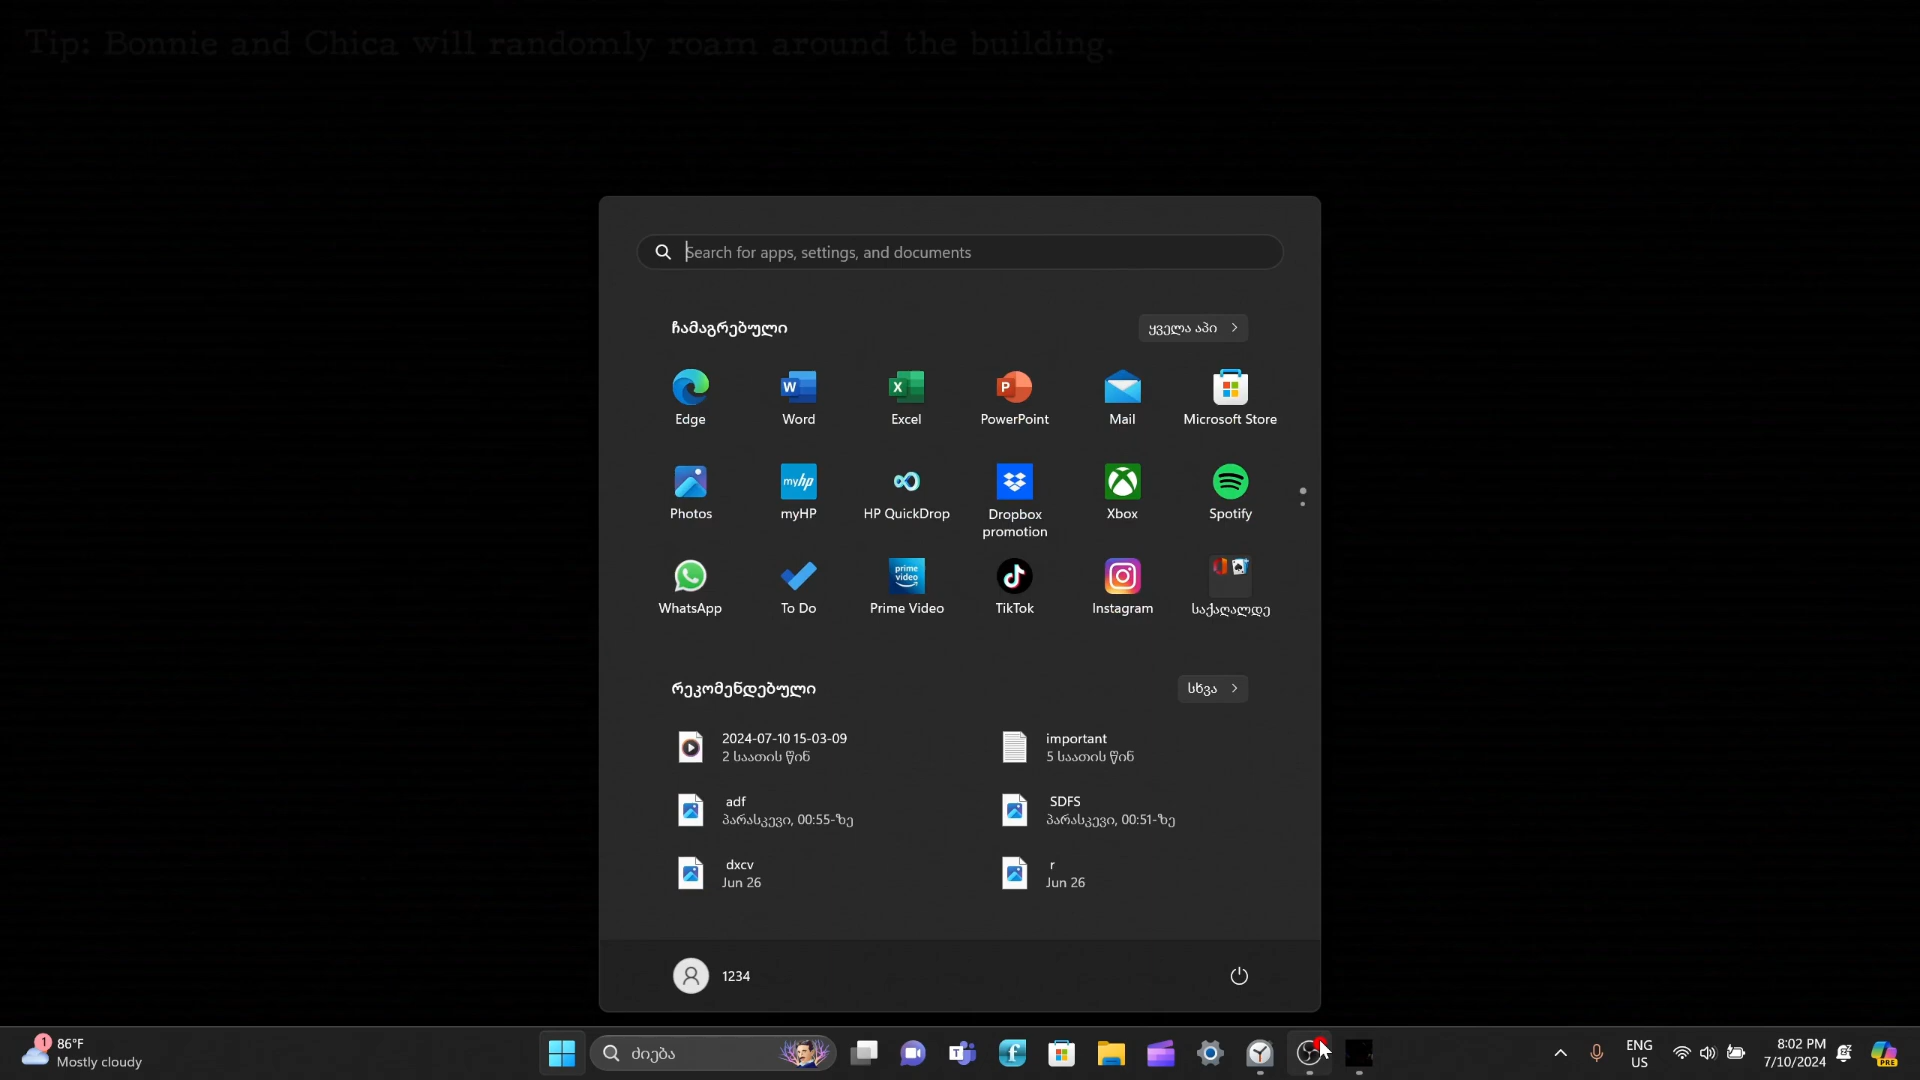 Tip: Bonnie and Chica will randomly roam around the building.
Search for apps, settings, and documents
ჩამაგრებული
ყველა აპი
Edge
Word
Excel
PowerPoint
Mail
Microsoft Store
Photos
myHP
HP QuickDrop
Dropbox promotion
Xbox
Spotify
WhatsApp
To Do
Prime Video
TikTok
Instagram
საქაღალდე
რეკომენდებული
სხვა
2024-07-10 15-03-09
2 საათის წინ
important
5 საათის წინ
adf
პარასკევი, 00:55-ზე
SDFS
პარასკევი, 00:51-ზე
dxcv
Jun 26
r
Jun 26
1234
1
86°F
Mostly cloudy
ძიება
ENG
US
8:02 PM
7/10/2024
PRE